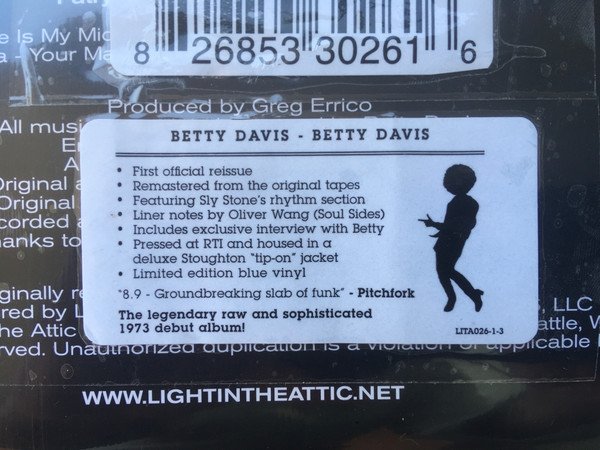 e Is My Mic
a - Your Ma
8 26853 30261 6
Produced by Greg Errico
All musi
BETTY DAVIS - BETTY DAVIS
• First official reissue
• Remastered from the original tapes
• Featuring Sly Stone's rhythm section
• Liner notes by Oliver Wang (Soul Sides)
• Includes exclusive interview with Betty
• Pressed at RTI and housed in a
deluxe Stoughton "tip-on" jacket
• Limited edition blue vinyl
"8.9 - Groundbreaking slab of funk" - Pitchfork
The legendary raw and sophisticated
1973 debut album!
LITA026-1-3
Original a
Original
corded a
anks to
ginally re
ered by L , LLC
he Attic attle, W
rved. Unauthorized duplication is a violation of applicable l
WWW.LIGHTINTHEATTIC.NET